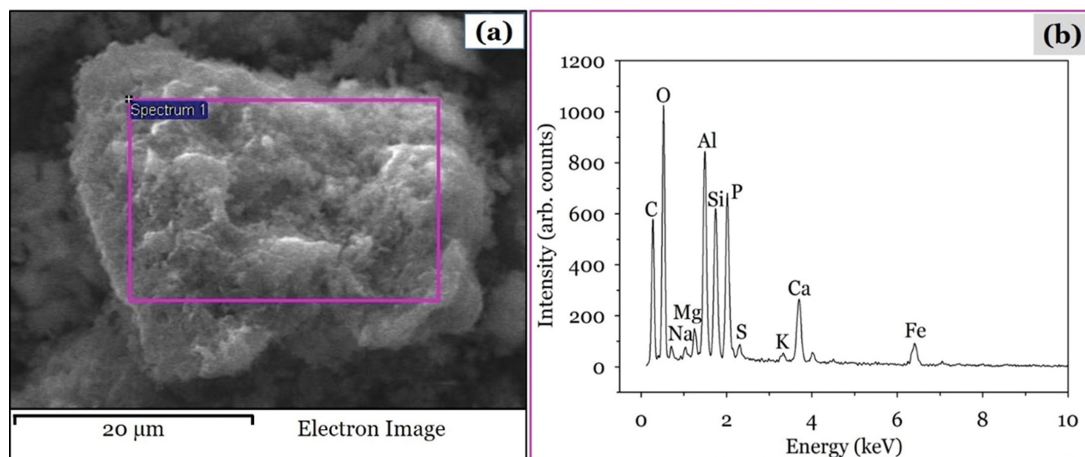 (a)
Spectrum 1
20 µm
Electron Image
(b)
Intensity (arb. counts)
1200
1000
800
600
400
200
0
C
O
Na
Mg
Al
Si
P
S
K
Ca
Fe
0 2 4 6 8 10
Energy (keV)